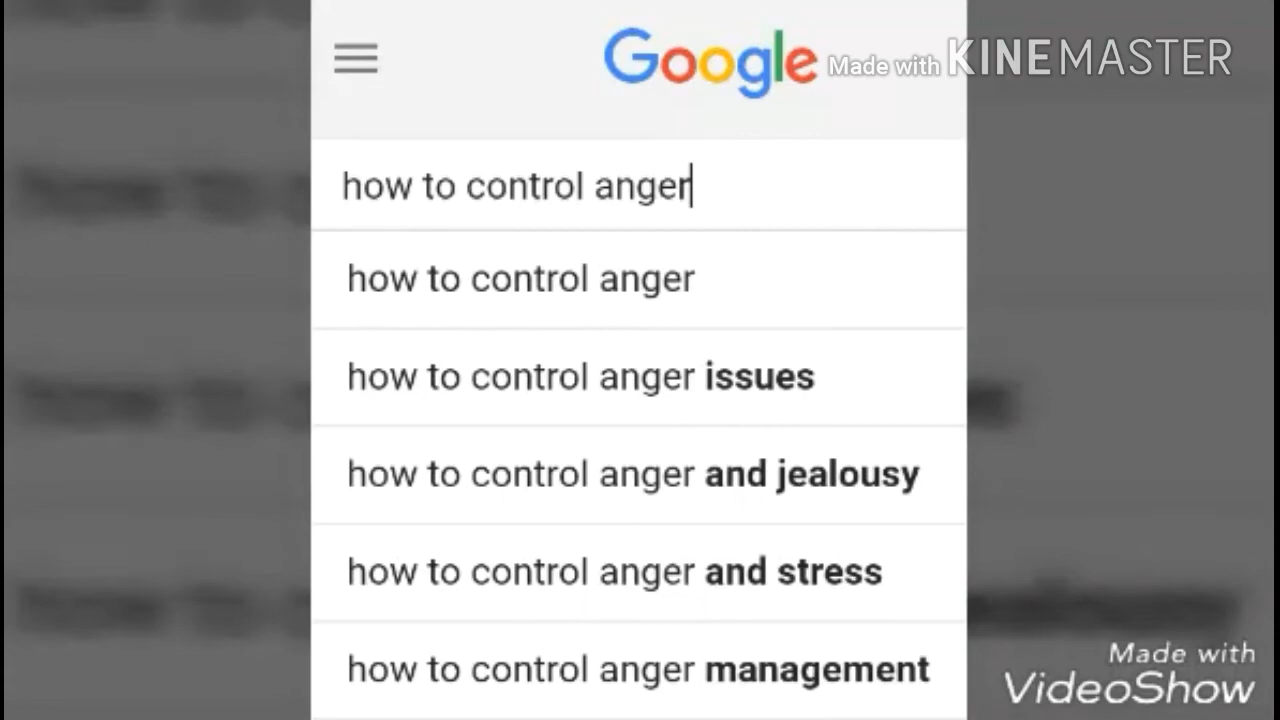 Google
Made with KINEMASTER
how to control anger
how to control anger
how to control anger issues
how to control anger and jealousy
how to control anger and stress
how to control anger management
Made with
VideoShow